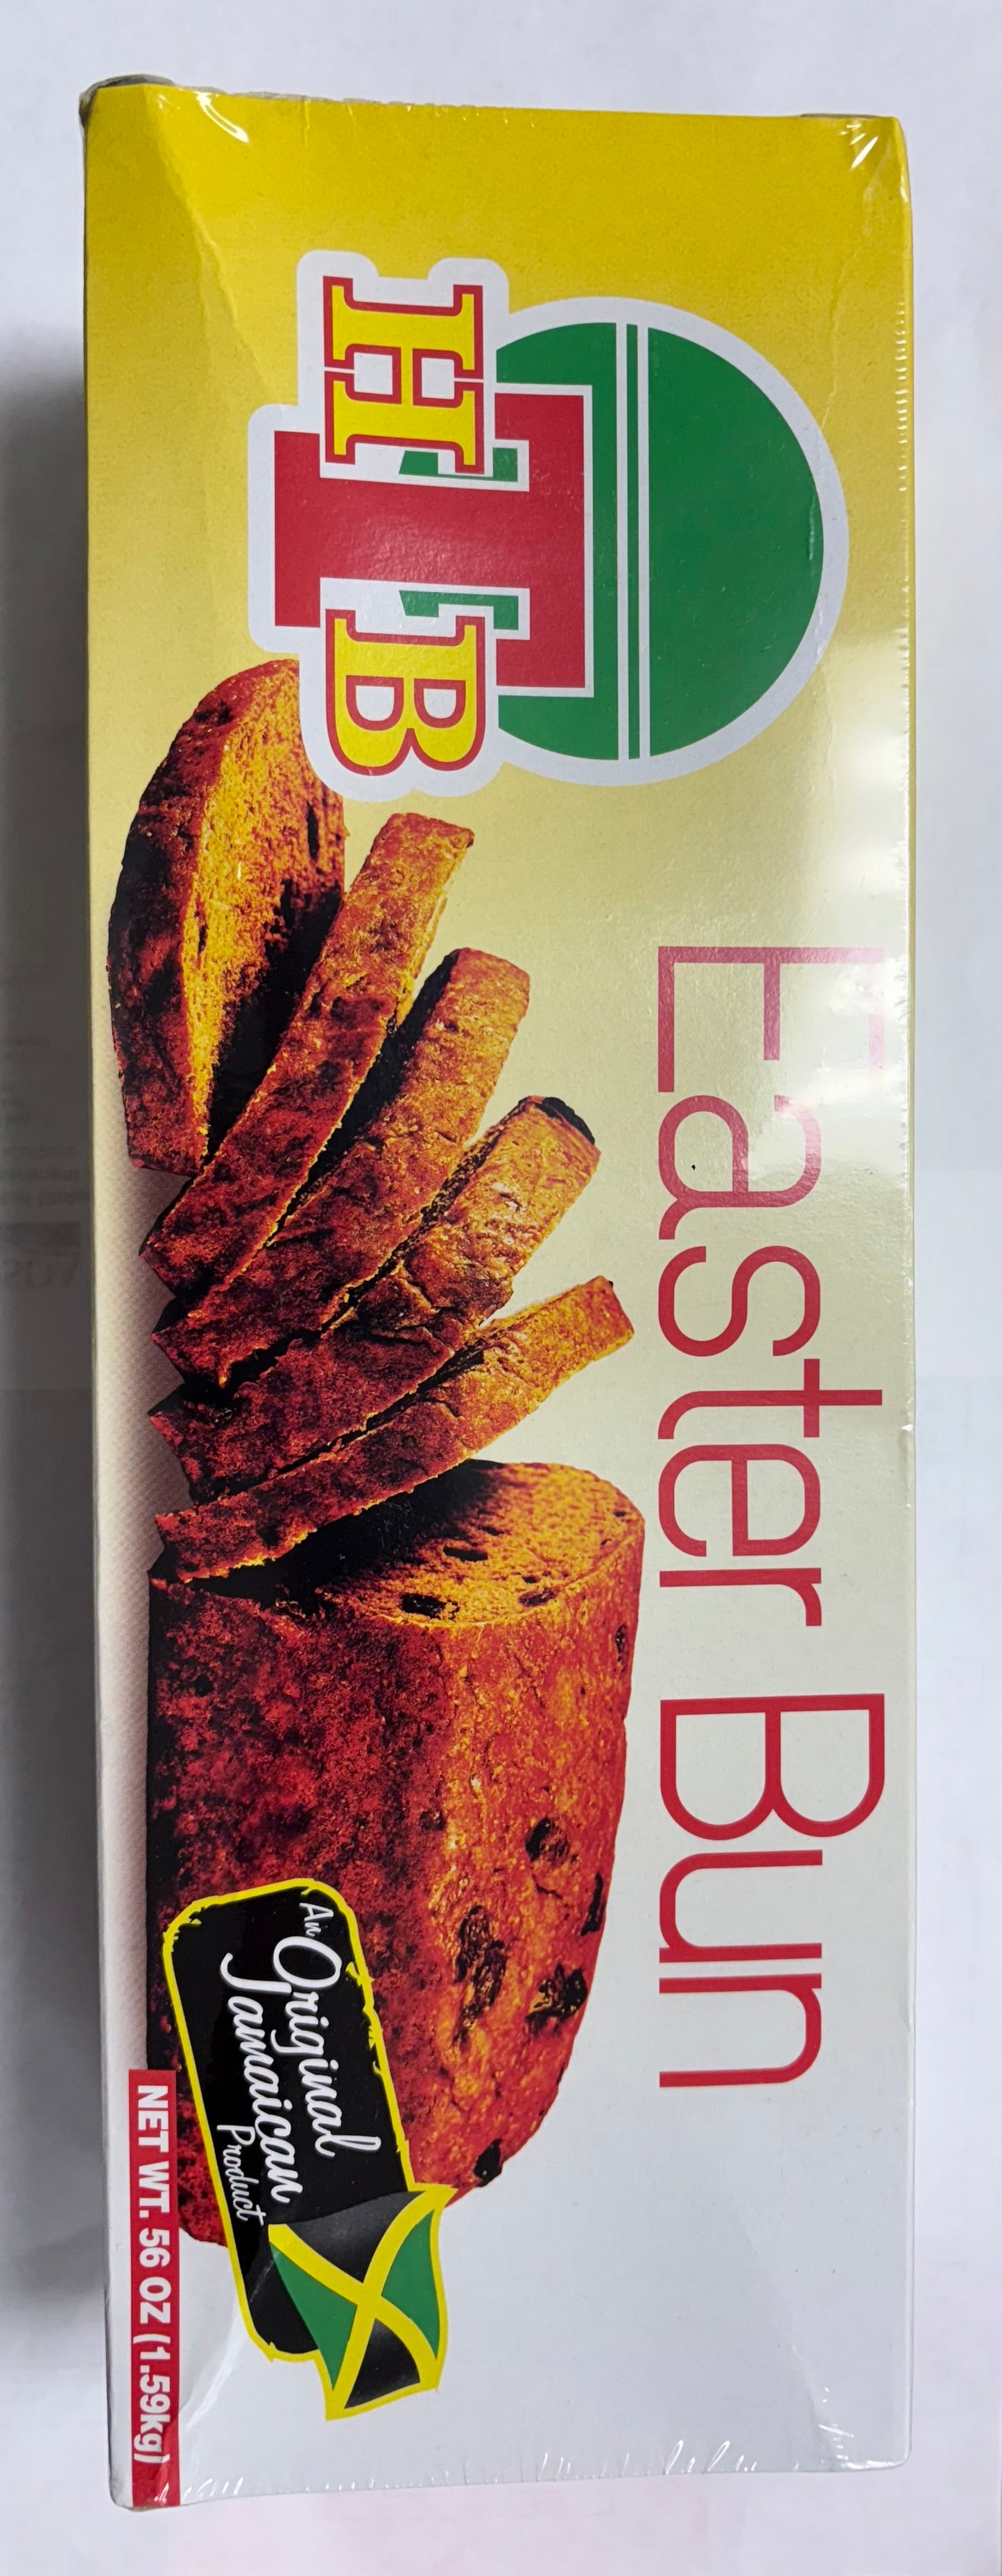 HTB
Easter Bun
An
Original
Jamaican
Product
NET WT. 56 OZ (1.59kg)